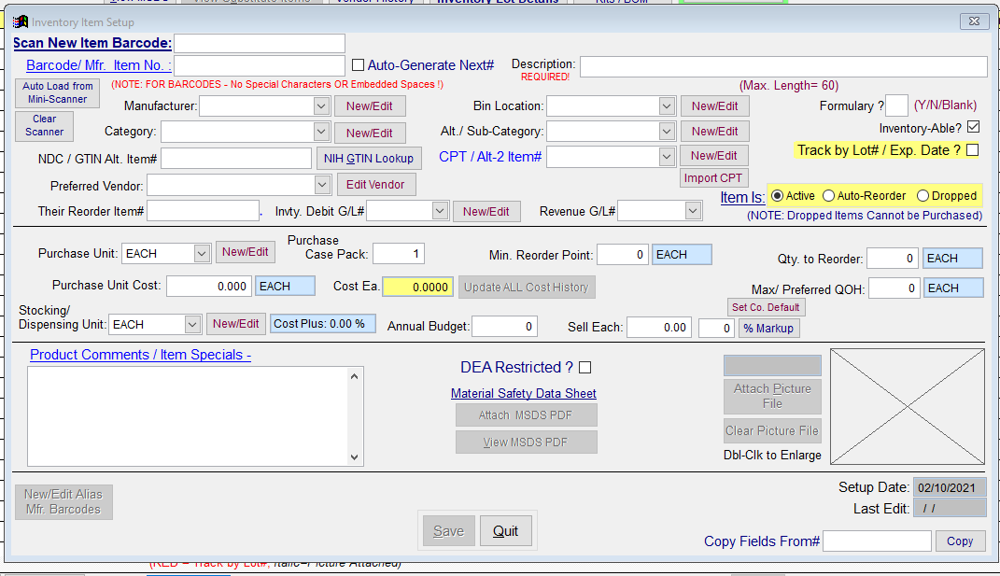 View Substitute Items
Vendor History
Inventory Lot Details
Kits / BOM
Inventory Item Setup
Scan New Item Barcode:
Barcode/ Mfr. Item No. :
Auto-Generate Next#
Description:
REQUIRED!
Auto Load from
Mini-Scanner
(NOTE: FOR BARCODES - No Special Characters OR Embedded Spaces !)
(Max. Length= 60)
Clear
Scanner
Manufacturer:
New/Edit
Bin Location:
New/Edit
Formulary ?
(Y/N/Blank)
Category:
New/Edit
Alt./ Sub-Category:
New/Edit
Inventory-Able?
NDC / GTIN Alt. Item#
NIH GTIN Lookup
CPT / Alt-2 Item#
New/Edit
Track by Lot# / Exp. Date ?
Import CPT
Preferred Vendor:
Edit Vendor
Item Is:
Active
Auto-Reorder
Dropped
Their Reorder Item#
.
Invty. Debit G/L#
New/Edit
Revenue G/L#
(NOTE: Dropped Items Cannot be Purchased)
Purchase Unit:
EACH
New/Edit
Purchase
Case Pack:
1
Min. Reorder Point:
0
EACH
Qty. to Reorder:
0
EACH
Purchase Unit Cost:
0.000
EACH
Cost Ea.
0.0000
Update ALL Cost History
Max/ Preferred QOH:
0
EACH
Set Co. Default
Stocking/
Dispensing Unit:
EACH
New/Edit
Cost Plus: 0.00 %
Annual Budget:
0
Sell Each:
0.00
0
% Markup
Product Comments / Item Specials -
DEA Restricted ?
Material Safety Data Sheet
Attach MSDS PDF
View MSDS PDF
Attach Picture
File
Clear Picture File
Dbl-Clk to Enlarge
New/Edit Alias
Mfr. Barcodes
Setup Date:
02/10/2021
Last Edit:
/ /
Save
Quit
Copy Fields From#
Copy
(RED = Track by Lot#, Italic=Picture Attached)